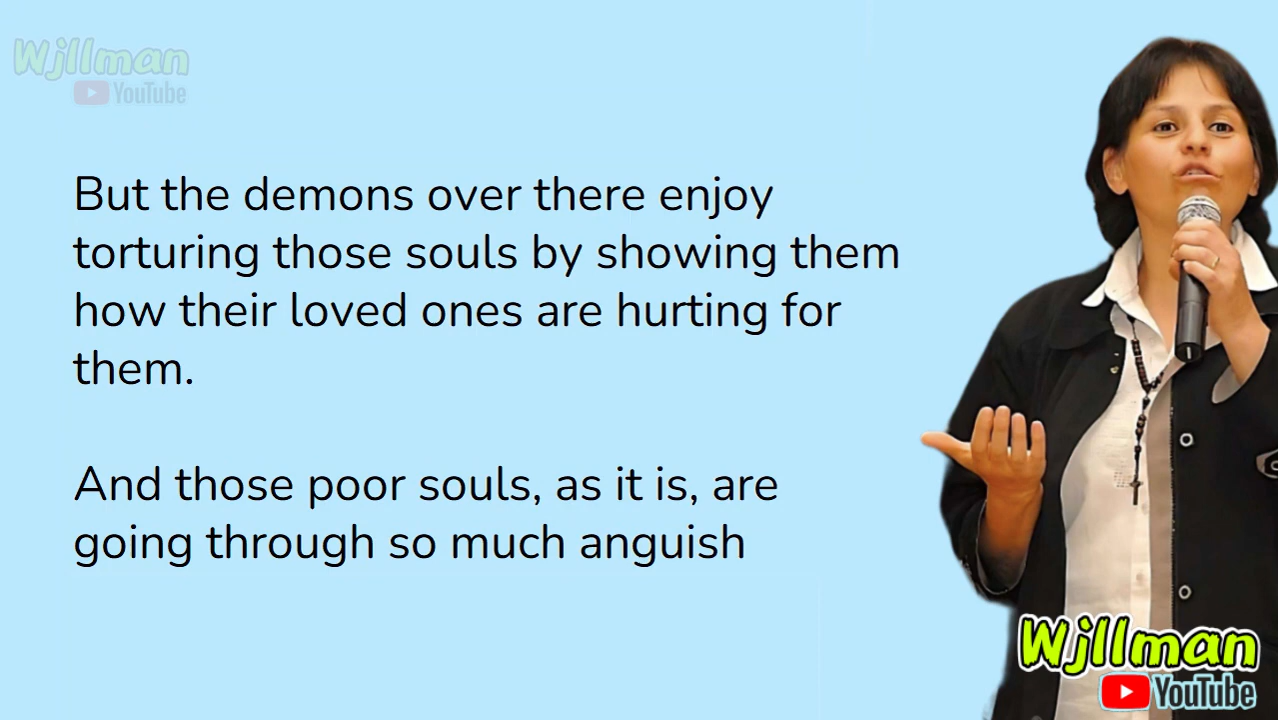 Wjllman
YouTube
But the demons over there enjoy
torturing those souls by showing them
how their loved ones are hurting for
them.
And those poor souls, as it is, are
going through so much anguish
Wjllman
YouTube